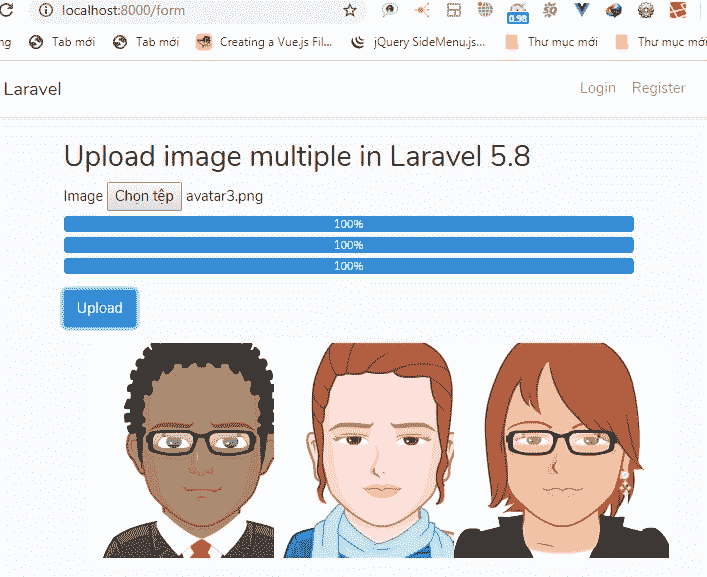 localhost:8000/form
0.98
ng Tab mới Tab mới Creating a Vue.js Fil... jQuery SideMenu.js... Thư mục mới Thư mục mới
Laravel Login Register
Upload image multiple in Laravel 5.8
Image Chọn tệp avatar3.png
100%
100%
100%
Upload